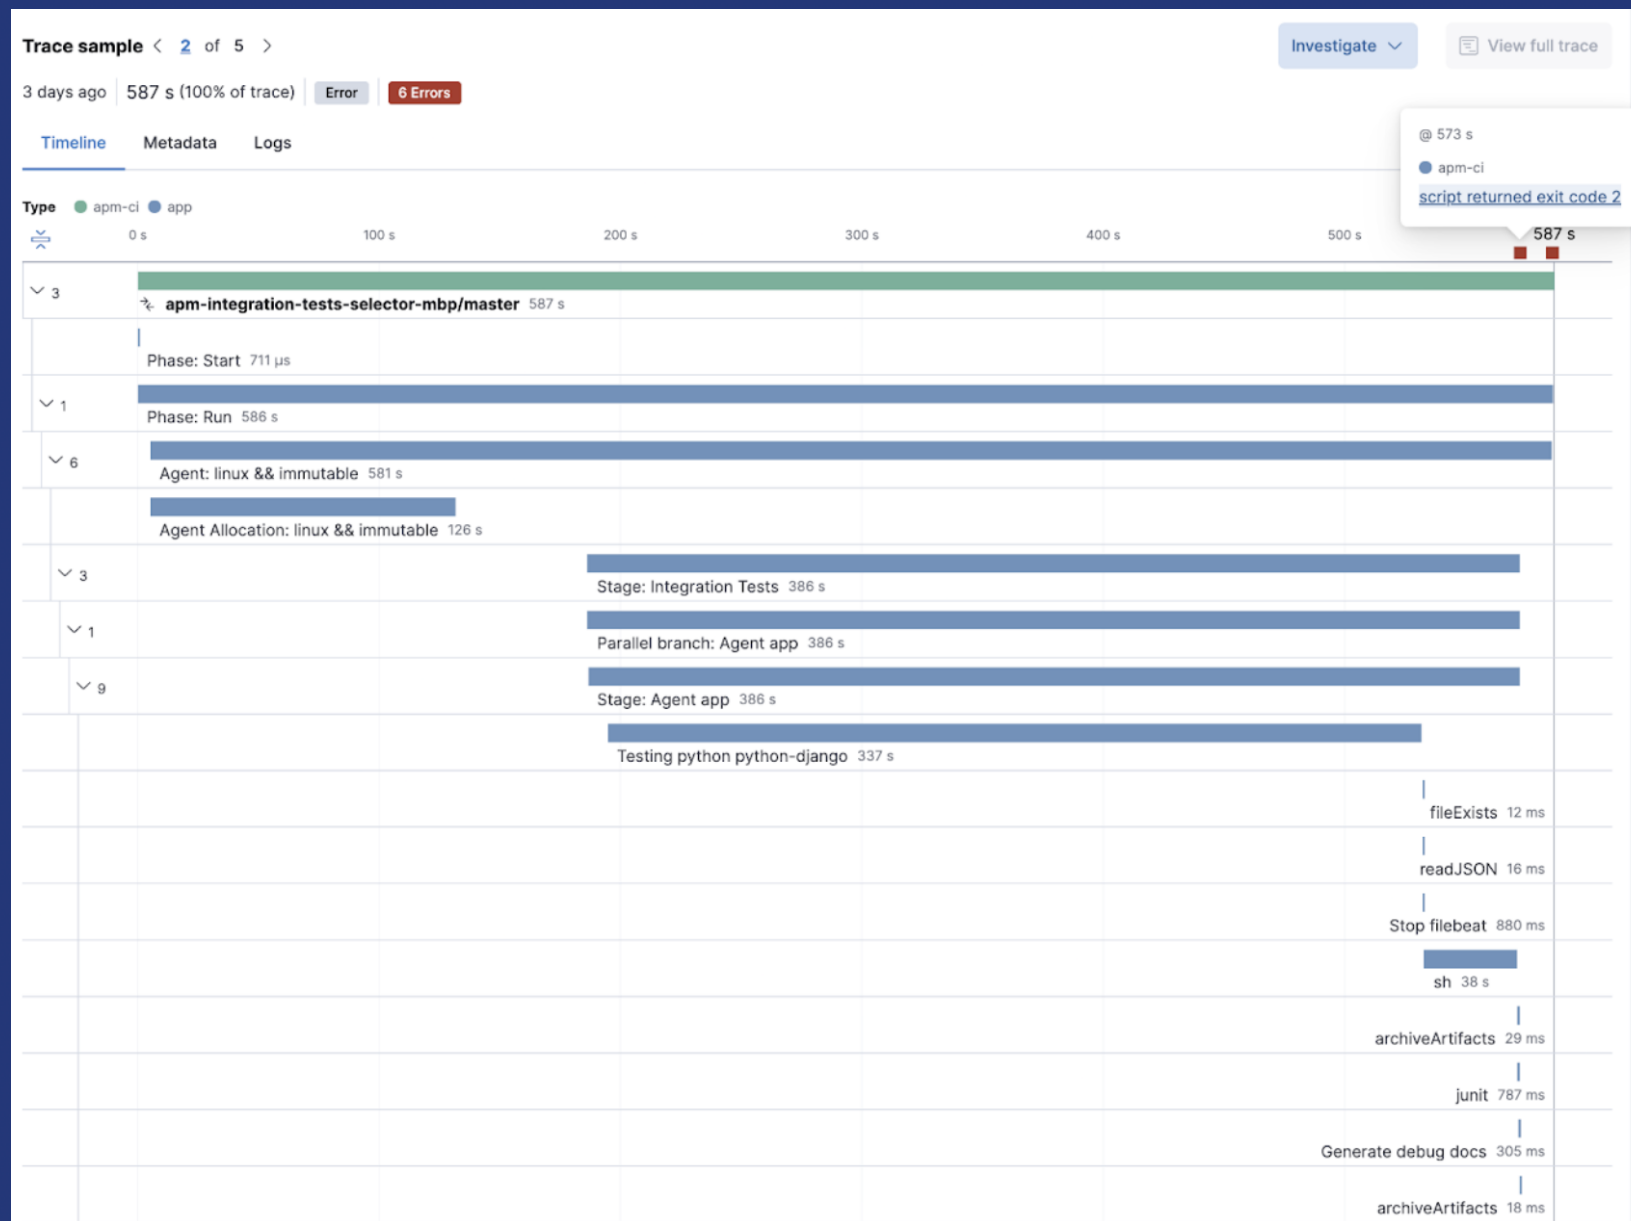 Trace sample 2 of 5
Investigate
View full trace
3 days ago 587 s (100% of trace) Error 6 Errors
@ 573 s
Timeline Metadata Logs
apm-ci
script returned exit code 2
Type apm-ci app
0 s 100 s 200 s 300 s 400 s 500 s 587 s
3
apm-integration-tests-selector-mbp/master 587 s
Phase: Start 711 μs
1
Phase: Run 586 s
6
Agent: linux && immutable 581 s
Agent Allocation: linux && immutable 126 s
3
Stage: Integration Tests 386 s
1
Parallel branch: Agent app 386 s
9
Stage: Agent app 386 s
Testing python python-django 337 s
fileExists 12 ms
readJSON 16 ms
Stop filebeat 880 ms
sh 38 s
archiveArtifacts 29 ms
junit 787 ms
Generate debug docs 305 ms
archiveArtifacts 18 ms